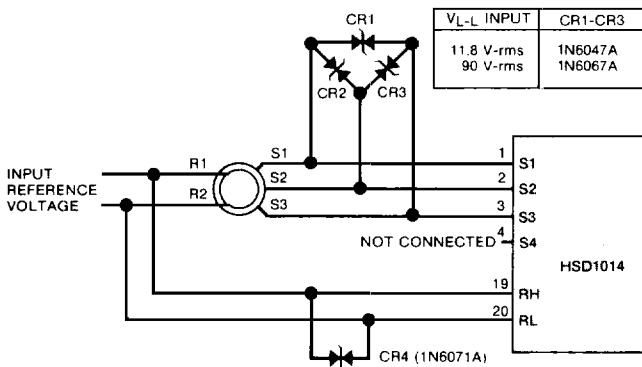 CR1
V_L-L INPUT CR1-CR3
11.8 V-rms 1N6047A
90 V-rms 1N6067A
CR2 CR3
S1 1 S1
R1
INPUT
REFERENCE
VOLTAGE
S2 2 S2
R2
S3 3 S3
NOT CONNECTED 4 S4
HSD1014
19 RH
20 RL
CR4 (1N6071A)